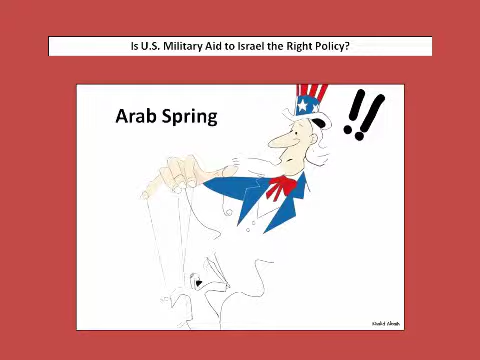 Is U.S. Military Aid to Israel the Right Policy?
Arab Spring
!!